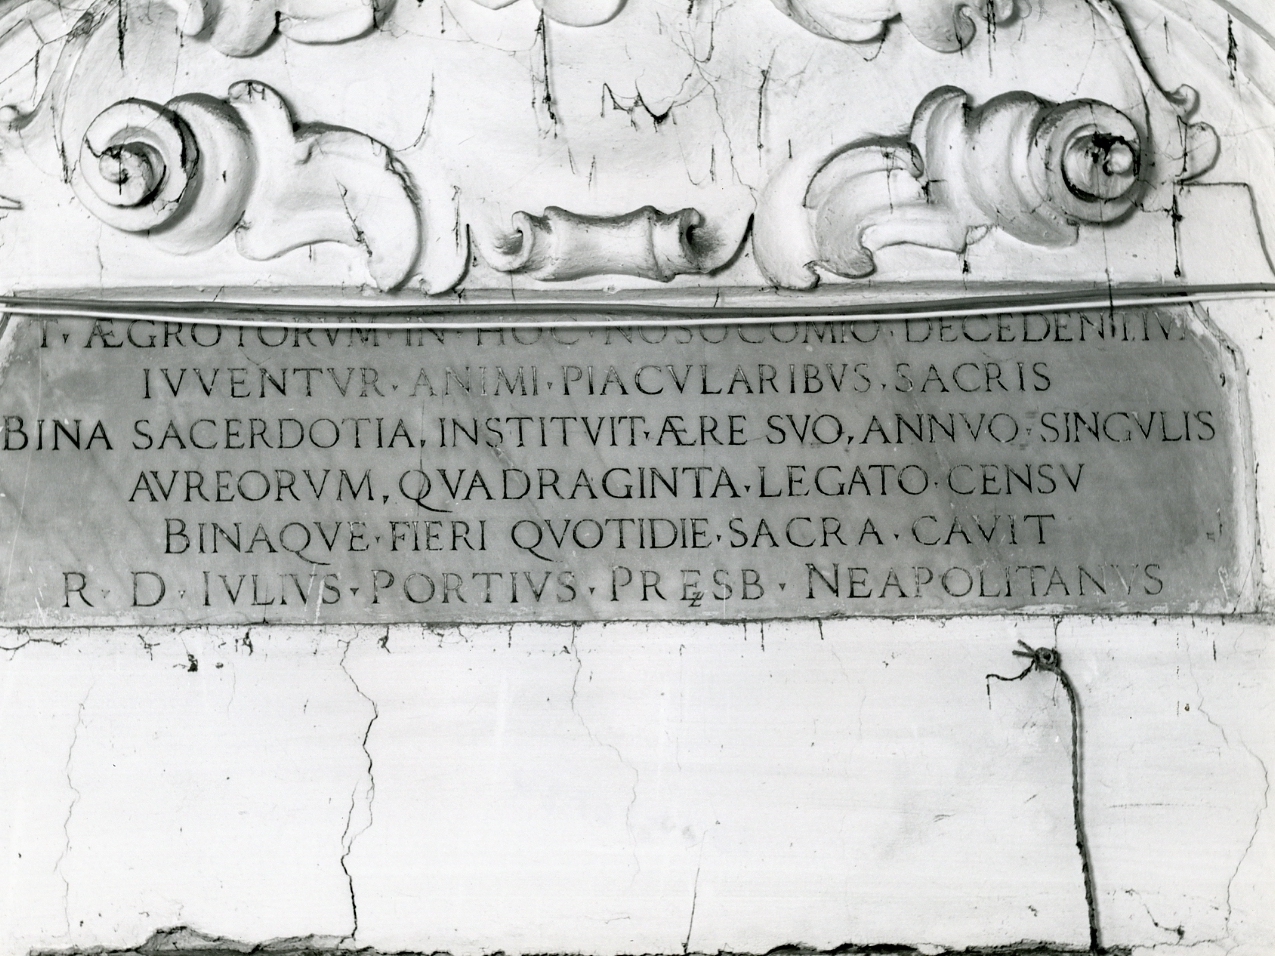 T· ÆGROTORVM· IN· HOC· NOSOCOMIO· DECEDENTIVM
IVVENTVR· ANIMI· PIACVLARIBVS· SACRIS
BINA SACERDOTIA, INSTITVIT· ÆRE SVO, ANNVO· SINGVLIS
AVREORVM, QVADRAGINTA· LEGATO· CENSV
BINAQVE· FIERI QVOTIDIE· SACRA· CAVIT
R· D· IVLIVS· PORTIVS· PRESB· NEAPOLITANVS